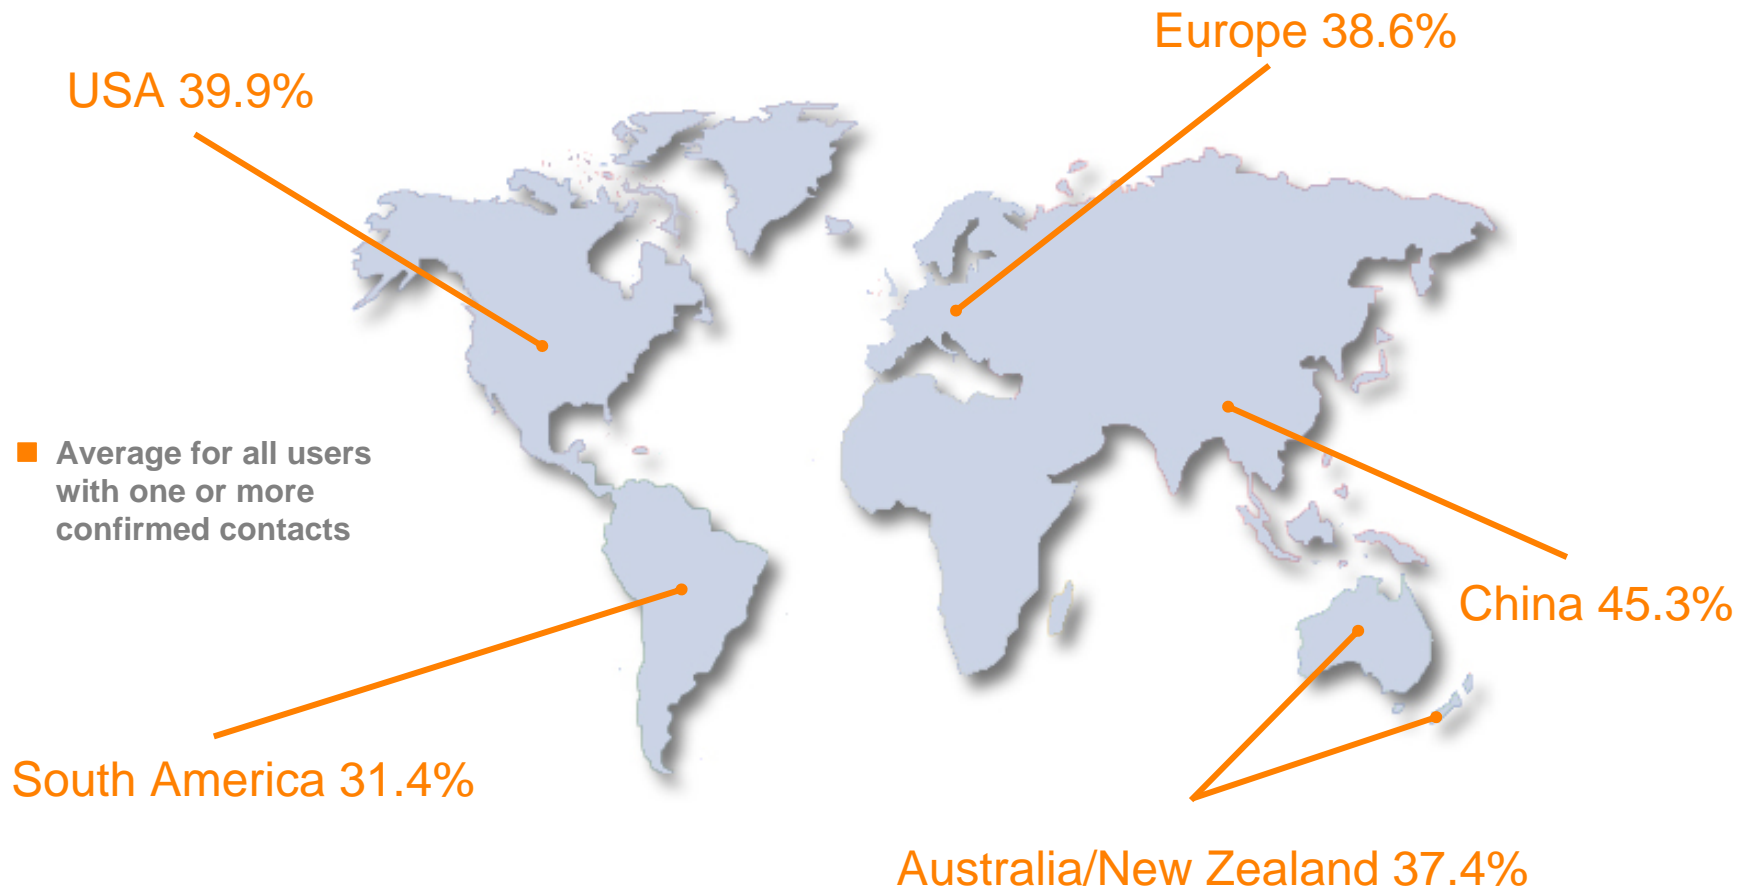 Europe 38.6%
USA 39.9%
Average for all users
with one or more
confirmed contacts
China 45.3%
South America 31.4%
Australia/New Zealand 37.4%